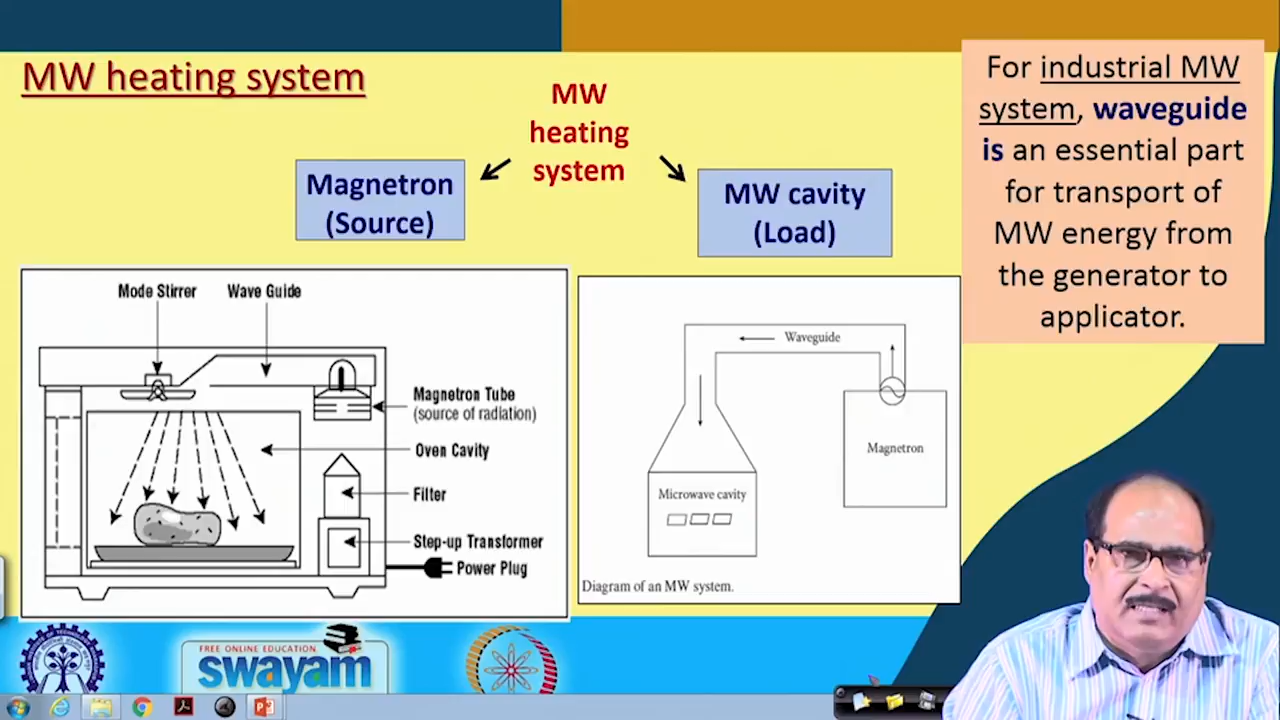 MW heating system
MW
heating
system
Magnetron
(Source)
MW cavity
(Load)
For industrial MW
system, waveguide
is an essential part
for transport of
MW energy from
the generator to
applicator.
Mode Stirrer
Wave Guide
Magnetron Tube
(source of radiation)
Oven Cavity
Filter
Step-up Transformer
Power Plug
Waveguide
Magnetron
Microwave cavity
Diagram of an MW system.
FREE ONLINE EDUCATION
swayam